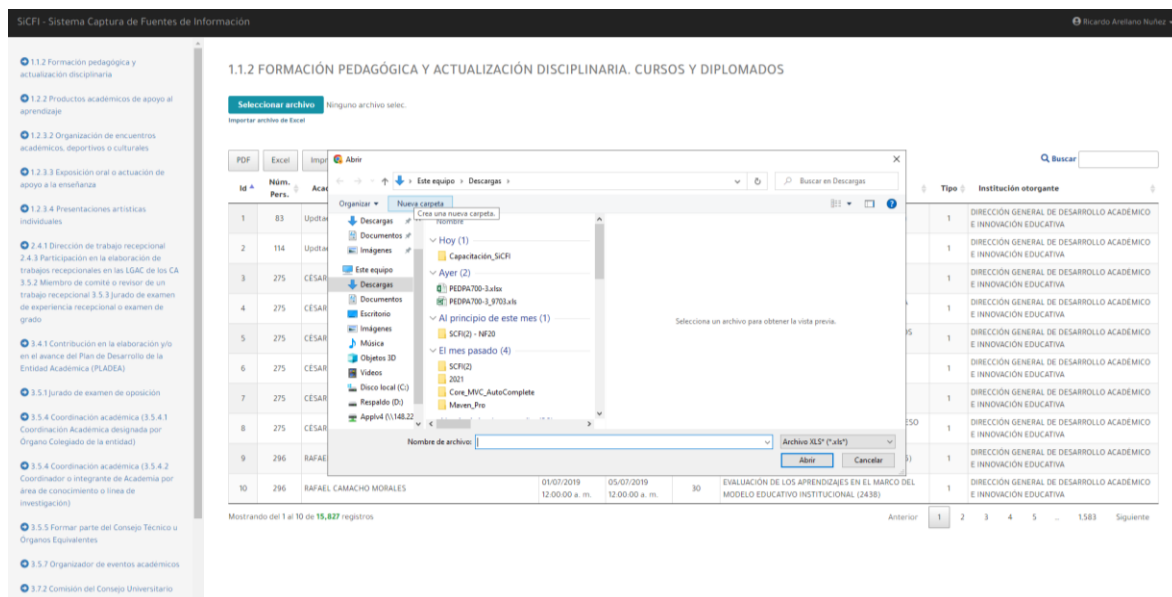 SiCFI - Sistema Captura de Fuentes de Información
Ricardo Arellano Nuñez
1.1.2 Formación pedagógica y
actualización disciplinaria
1.2.2 Productos académicos de apoyo al
aprendizaje
1.2.3.2 Organización de encuentros
académicos, deportivos o culturales
1.2.3.3 Exposición oral o actuación de
apoyo a la enseñanza
1.2.3.4 Presentaciones artísticas
individuales
2.4.1 Dirección de trabajo recepcional
2.4.3 Participación en la elaboración de
trabajos recepcionales en las LGAC de los CA
3.5.2 Miembro de comité o revisor de un
trabajo recepcional 3.5.3 Jurado de examen
de experiencia recepcional o examen de
grado
3.4.1 Contribución en la elaboración y/o
en el avance del Plan de Desarrollo de la
Entidad Académica (PLADEA)
3.5.1 Jurado de examen de oposición
3.5.4 Coordinación académica (3.5.4.1
Coordinación Académica designada por
Órgano Colegiado de la entidad)
3.5.4 Coordinación académica (3.5.4.2
Coordinador o integrante de Academia por
área de conocimiento o línea de
investigación)
3.5.5 Formar parte del Consejo Técnico u
Órganos Equivalentes
3.5.7 Organizador de eventos académicos
3.7.2 Comisión del Consejo Universitario
1.1.2 FORMACIÓN PEDAGÓGICA Y ACTUALIZACIÓN DISCIPLINARIA. CURSOS Y DIPLOMADOS
Seleccionar archivo Ninguno archivo selec.
Importar archivo de Excel
PDF Excel Impr
Buscar
Id Núm. Pers. Aca Tipo Institución otorgante
1 83 Updta 1 DIRECCIÓN GENERAL DE DESARROLLO ACADÉMICO
E INNOVACIÓN EDUCATIVA
2 114 Updta 1 DIRECCIÓN GENERAL DE DESARROLLO ACADÉMICO
E INNOVACIÓN EDUCATIVA
3 275 CÉSAR 1 DIRECCIÓN GENERAL DE DESARROLLO ACADÉMICO
E INNOVACIÓN EDUCATIVA
4 275 CÉSAR 1 DIRECCIÓN GENERAL DE DESARROLLO ACADÉMICO
E INNOVACIÓN EDUCATIVA
5 275 CÉSAR 1 DIRECCIÓN GENERAL DE DESARROLLO ACADÉMICO
E INNOVACIÓN EDUCATIVA
6 275 CÉSAR 1 DIRECCIÓN GENERAL DE DESARROLLO ACADÉMICO
E INNOVACIÓN EDUCATIVA
7 275 CÉSAR 1 DIRECCIÓN GENERAL DE DESARROLLO ACADÉMICO
E INNOVACIÓN EDUCATIVA
8 275 CÉSAR ESO 1 DIRECCIÓN GENERAL DE DESARROLLO ACADÉMICO
E INNOVACIÓN EDUCATIVA
9 296 RAFAE 1 DIRECCIÓN GENERAL DE DESARROLLO ACADÉMICO
E INNOVACIÓN EDUCATIVA
10 296 RAFAEL CAMACHO MORALES 01/07/2019 05/07/2019 30 EVALUACIÓN DE LOS APRENDIZAJES EN EL MARCO DEL 1 DIRECCIÓN GENERAL DE DESARROLLO ACADÉMICO
12:00:00 a. m. 12:00:00 a. m. MODELO EDUCATIVO INSTITUCIONAL (2438) E INNOVACIÓN EDUCATIVA
Mostrando del 1 al 10 de 15,827 registros
Anterior 1 2 3 4 5 .. 1,583 Siguiente
Abrir
Este equipo > Descargas >
Buscar en Descargas
Organizar Nueva carpeta
Crea una nueva carpeta.
Descargas
Documentos
Imágenes
Este equipo
Descargas
Documentos
Escritorio
Imágenes
Música
Objetos 3D
Vídeos
Disco local (C:)
Respaldo (D:)
Applv4 (\\148.22
Nombre
Hoy (1)
Capacitación_SiCFI
Ayer (2)
PEDPA700-3.xlsx
PEDPA700-3_9703.xls
Al principio de este mes (1)
SCFI(2) - NF20
El mes pasado (4)
SCFI(2)
2021
Core_MVC_AutoComplete
Maven_Pro
Selecciona un archivo para obtener la vista previa.
Nombre de archivo:
Archivo XLS* (*.xls*)
Abrir Cancelar